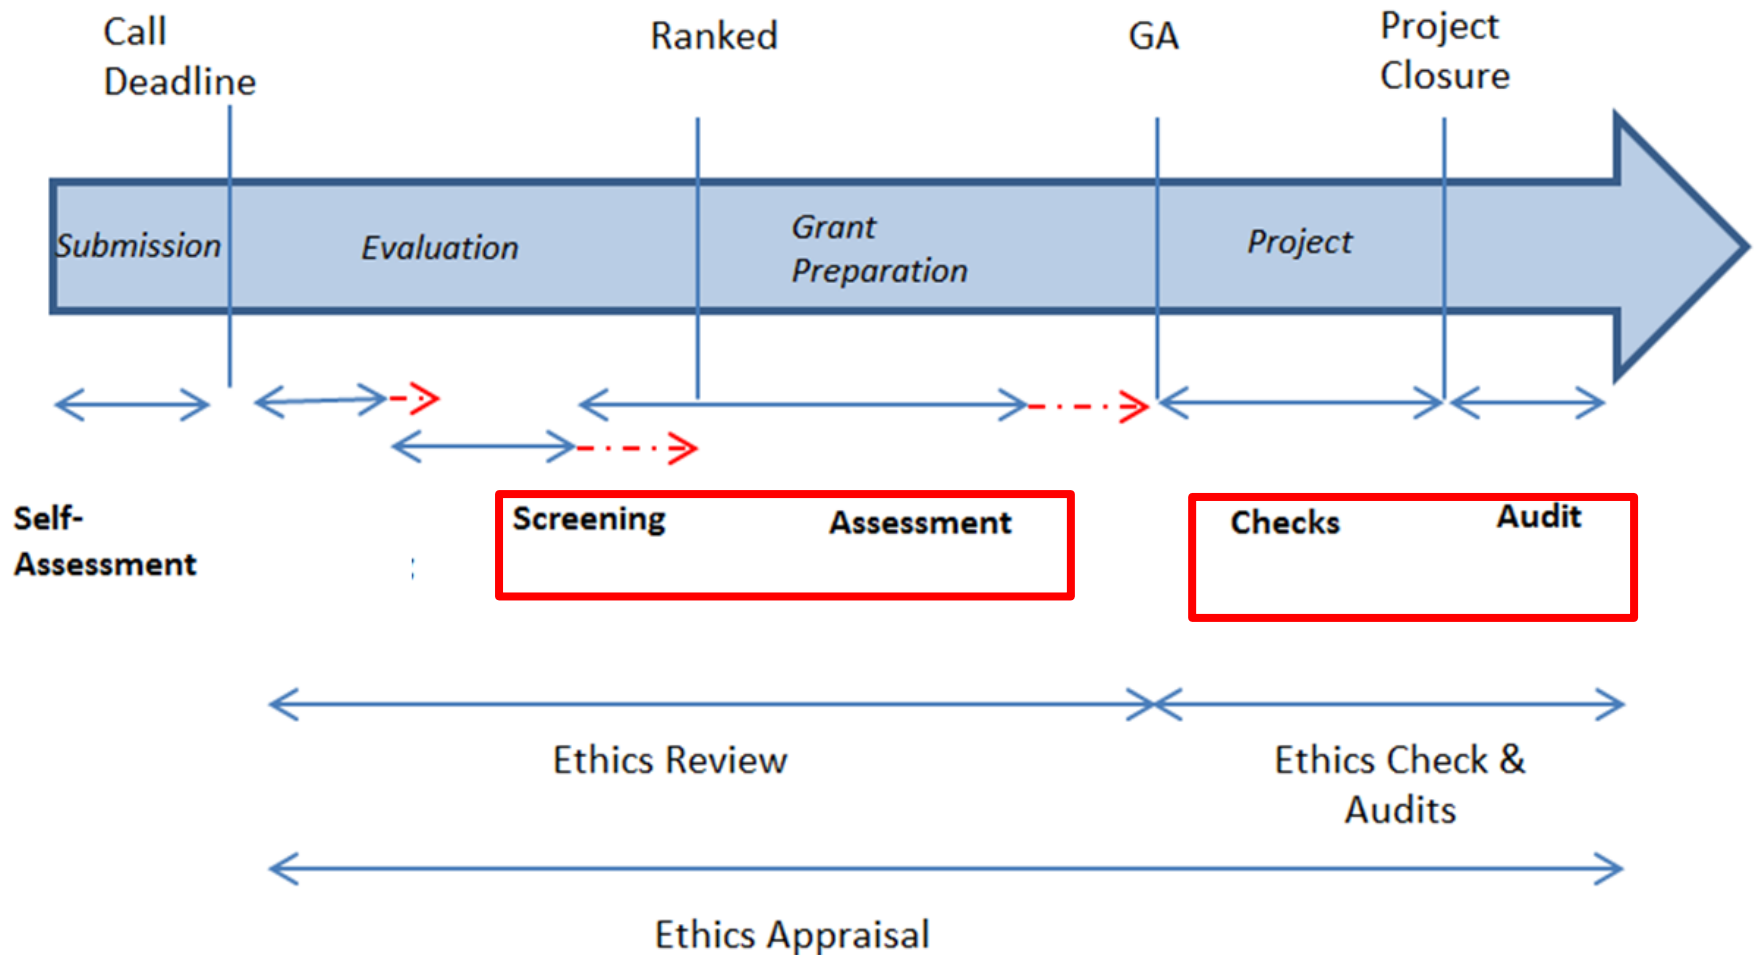 Call
Deadline
Ranked
GA
Project
Closure
Submission
Evaluation
Grant
Preparation
Project
Self-
Assessment
;
Screening
Assessment
Checks
Audit
Ethics Review
Ethics Check &
Audits
Ethics Appraisal